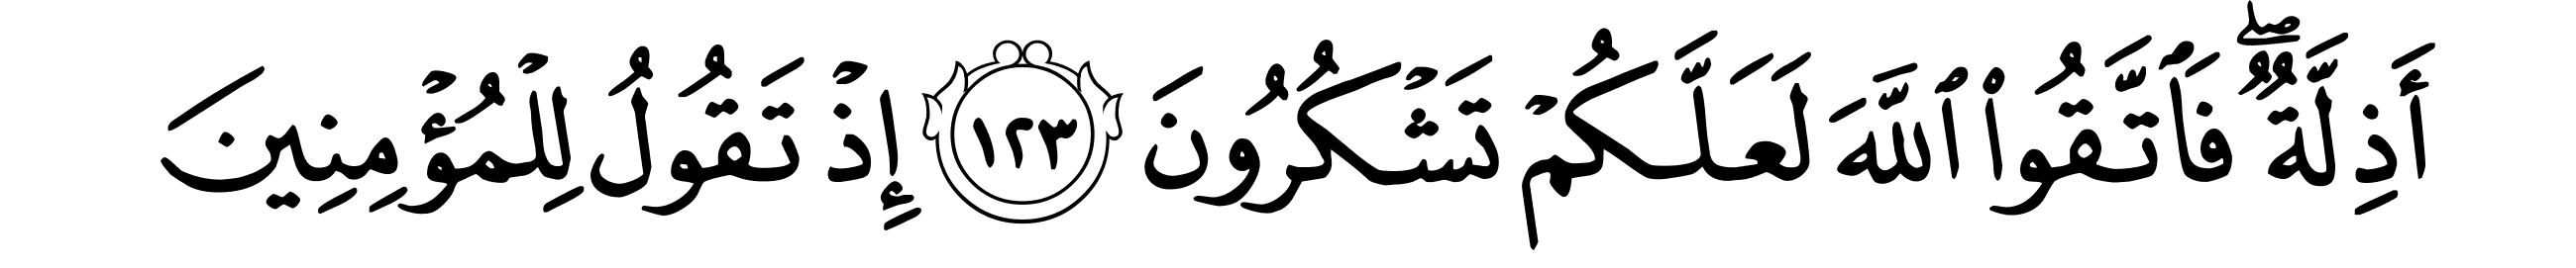 أَذِلَّةٞۖ فَٱتَّقُواْ ٱللَّهَ لَعَلَّكُمۡ تَشۡكُرُونَ ١٢٣ إِذۡ تَقُولُ لِلۡمُؤۡمِنِينَ